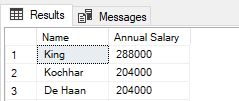 Results Messages
Name Annual Salary
1 King 288000
2 Kochhar 204000
3 De Haan 204000